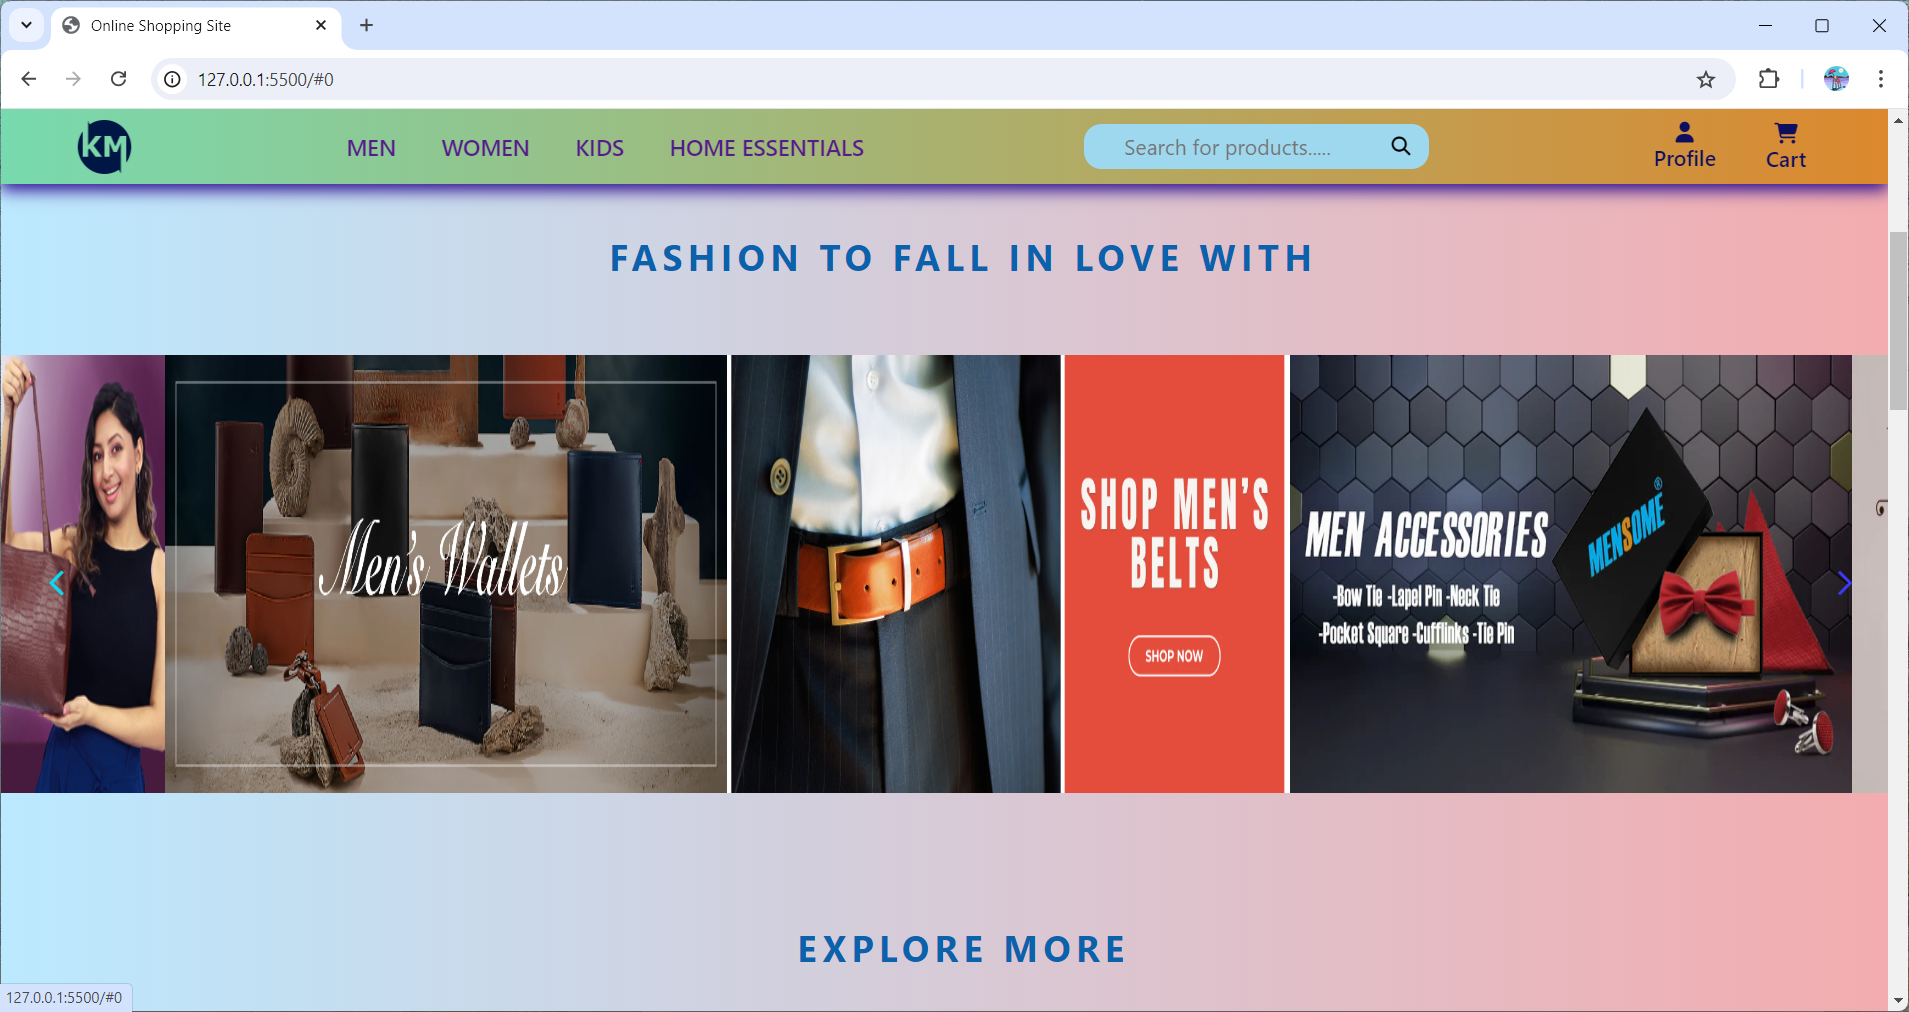 Online Shopping Site
127.0.0.1:5500/#0
KM
MEN
WOMEN
KIDS
HOME ESSENTIALS
Search for products.....
Profile
Cart
FASHION TO FALL IN LOVE WITH
Men's Wallets
SHOP MEN'S
BELTS
SHOP NOW
MEN ACCESSORIES
-Bow Tie -Lapel Pin -Neck Tie
-Pocket Square -Cufflinks -Tie Pin
MENSOME®
EXPLORE MORE
127.0.0.1:5500/#0